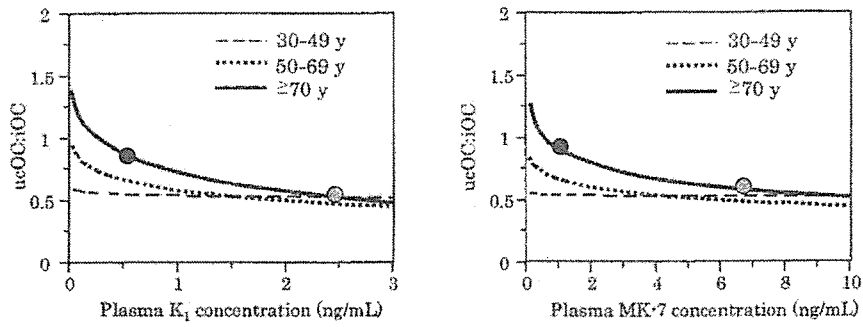 2
1.5
1
0.5
0
ucOC:iOC
30-49 y
50-69 y
≥70 y
0
1
2
3
Plasma K₁ concentration (ng/mL)
2
1.5
1
0.5
0
ucOC:iOC
30-49 y
50-69 y
≥70 y
0
2
4
6
8
10
Plasma MK-7 concentration (ng/mL)